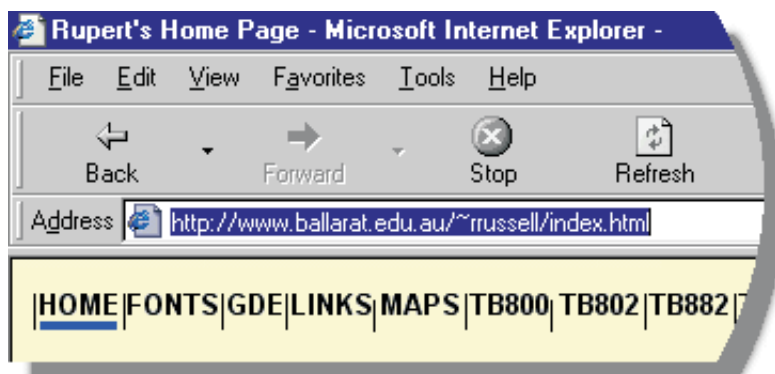 Rupert's Home Page - Microsoft Internet Explorer -
File Edit View Favorites Tools Help
Back Forward Stop Refresh
Address http://www.ballarat.edu.au/~rrussell/index.html
|HOME|FONTS|GDE|LINKS|MAPS|TB800|TB802|TB882|